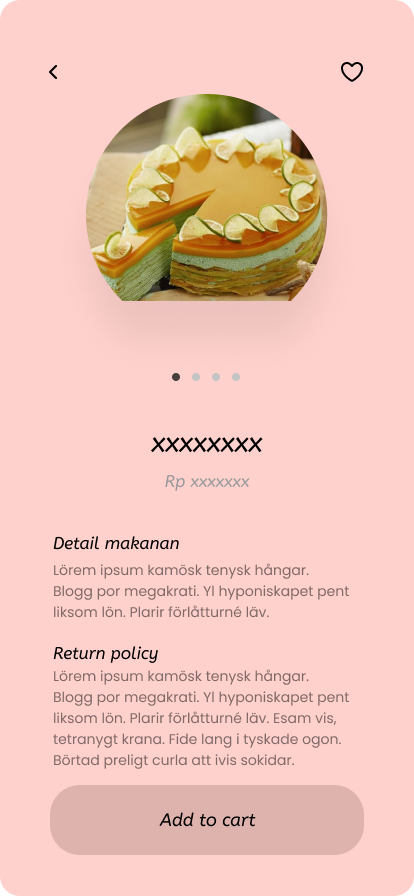 xxxxxxxx
Rp xxxxxxx
Detail makanan
Lörem ipsum kamösk tenysk hångar.
Blogg por megakrati. Yl hyponiskapet pent
liksom lön. Plarir förlåtturné läv.
Return policy
Lörem ipsum kamösk tenysk hångar.
Blogg por megakrati. Yl hyponiskapet pent
liksom lön. Plarir förlåtturné läv. Esam vis,
tetranygt krana. Fide lang i tyskade ogon.
Börtad preligt curla att ivis sokidar.
Add to cart